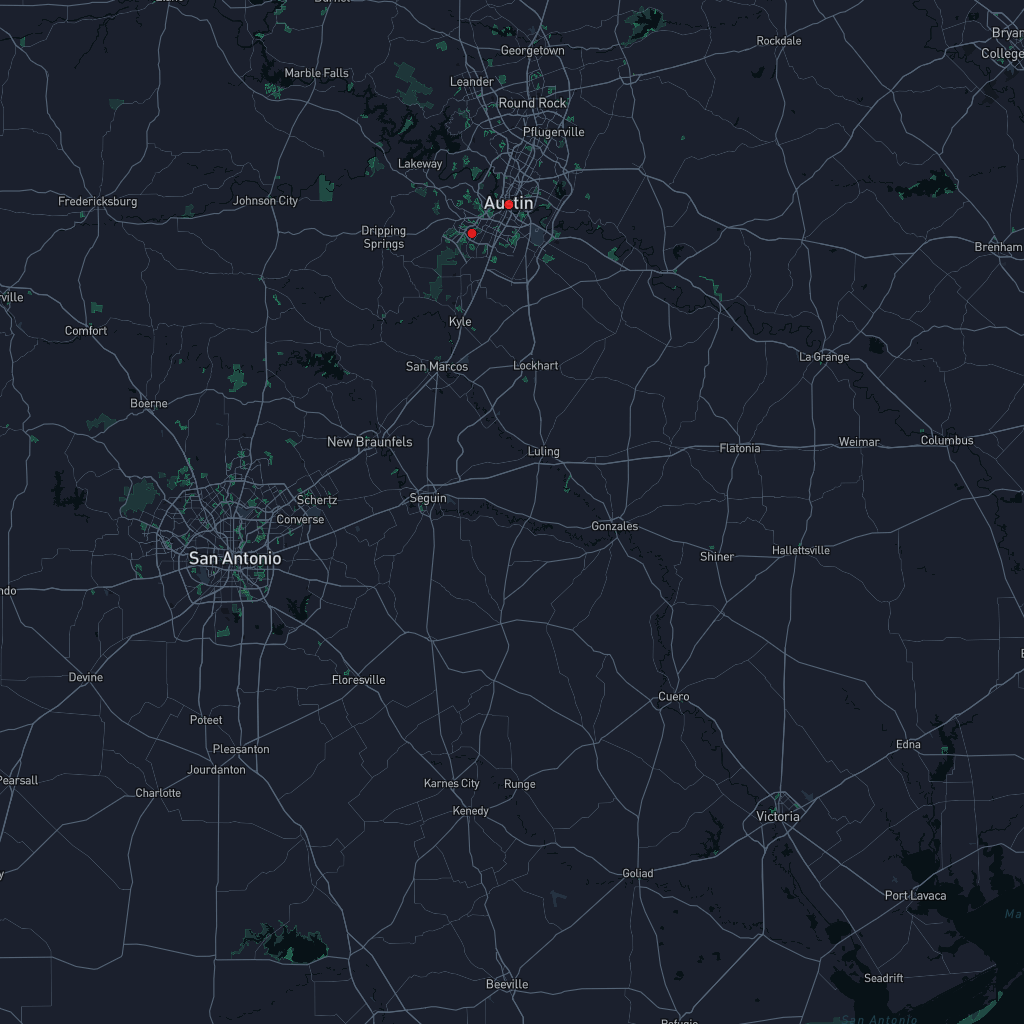 Georgetown
Rockdale
Bryan
College
Marble Falls
Leander
Round Rock
Pflugerville
Lakeway
Fredericksburg
Johnson City
Austin
Dripping
Springs
Brenham
Comfort
Kyle
La Grange
San Marcos
Lockhart
Boerne
New Braunfels
Luling
Flatonia
Weimar
Columbus
Schertz
Seguin
Converse
Gonzales
San Antonio
Shiner
Hallettsville
Devine
Floresville
Cuero
Poteet
Pleasanton
Jourdanton
Edna
Pearsall
Charlotte
Karnes City
Runge
Kenedy
Victoria
Goliad
Port Lavaca
Ma
Seadrift
Beeville
San Antonio